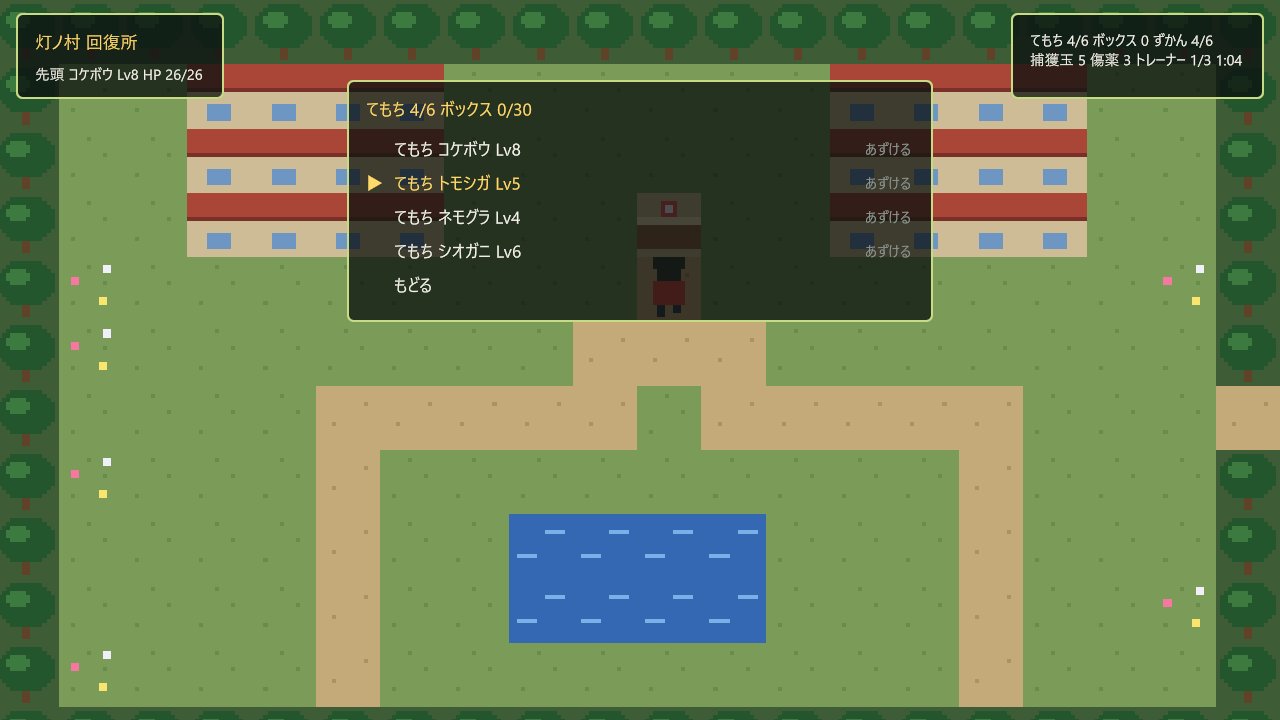 灯ノ村 回復所
先頭 コケボウ Lv8 HP 26/26
てもち 4/6 ボックス 0 ずかん 4/6
捕獲玉 5 傷薬 3 トレーナー 1/3 1:04
てもち 4/6 ボックス 0/30
てもち コケボウ Lv8 あずける
▶ てもち トモシガ Lv5 あずける
てもち ネモグラ Lv4 あずける
てもち シオガニ Lv6 あずける
もどる